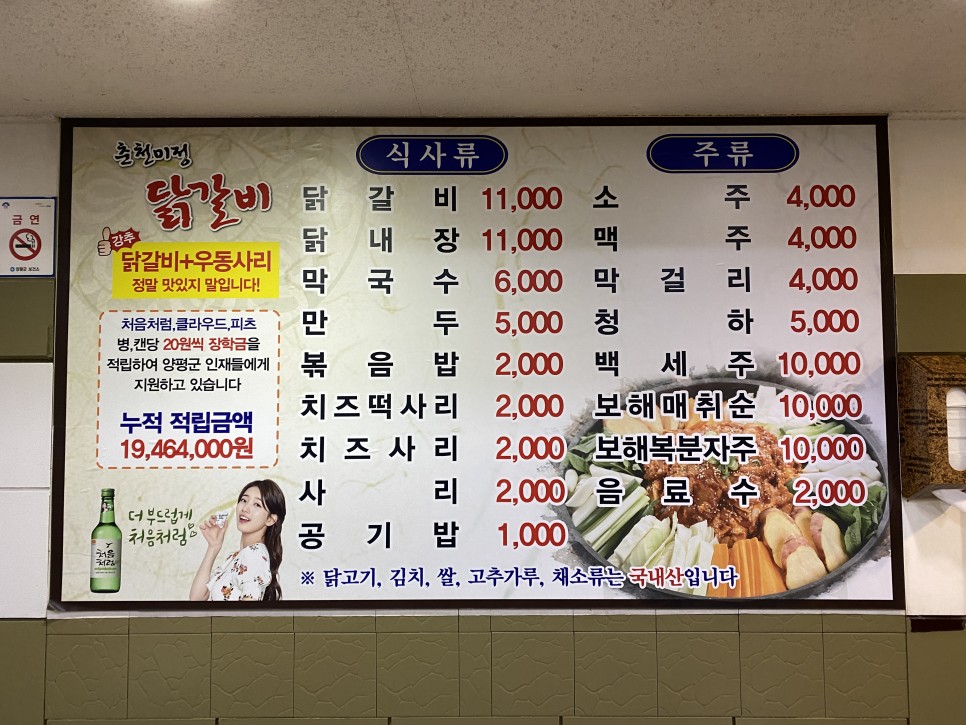 춘천미정
닭갈비
강추
닭갈비+우동사리
정말 맛있지 말입니다!
처음처럼,클라우드,피츠
병,캔당 20원씩 장학금을
적립하여 양평군 인재들에게
지원하고 있습니다
누적 적립금액
19,464,000원
더 부드럽게
처음처럼
처음처럼
식사류
닭갈비 11,000
닭내장 11,000
막국수 6,000
만두 5,000
볶음밥 2,000
치즈떡사리 2,000
치즈사리 2,000
사리 2,000
공기밥 1,000
주류
소주 4,000
맥주 4,000
막걸리 4,000
청하 5,000
백세주 10,000
보해매취순 10,000
보해복분자주 10,000
음료수 2,000
※ 닭고기, 김치, 쌀, 고추가루, 채소류는 국내산입니다
금연
양평군 보건소